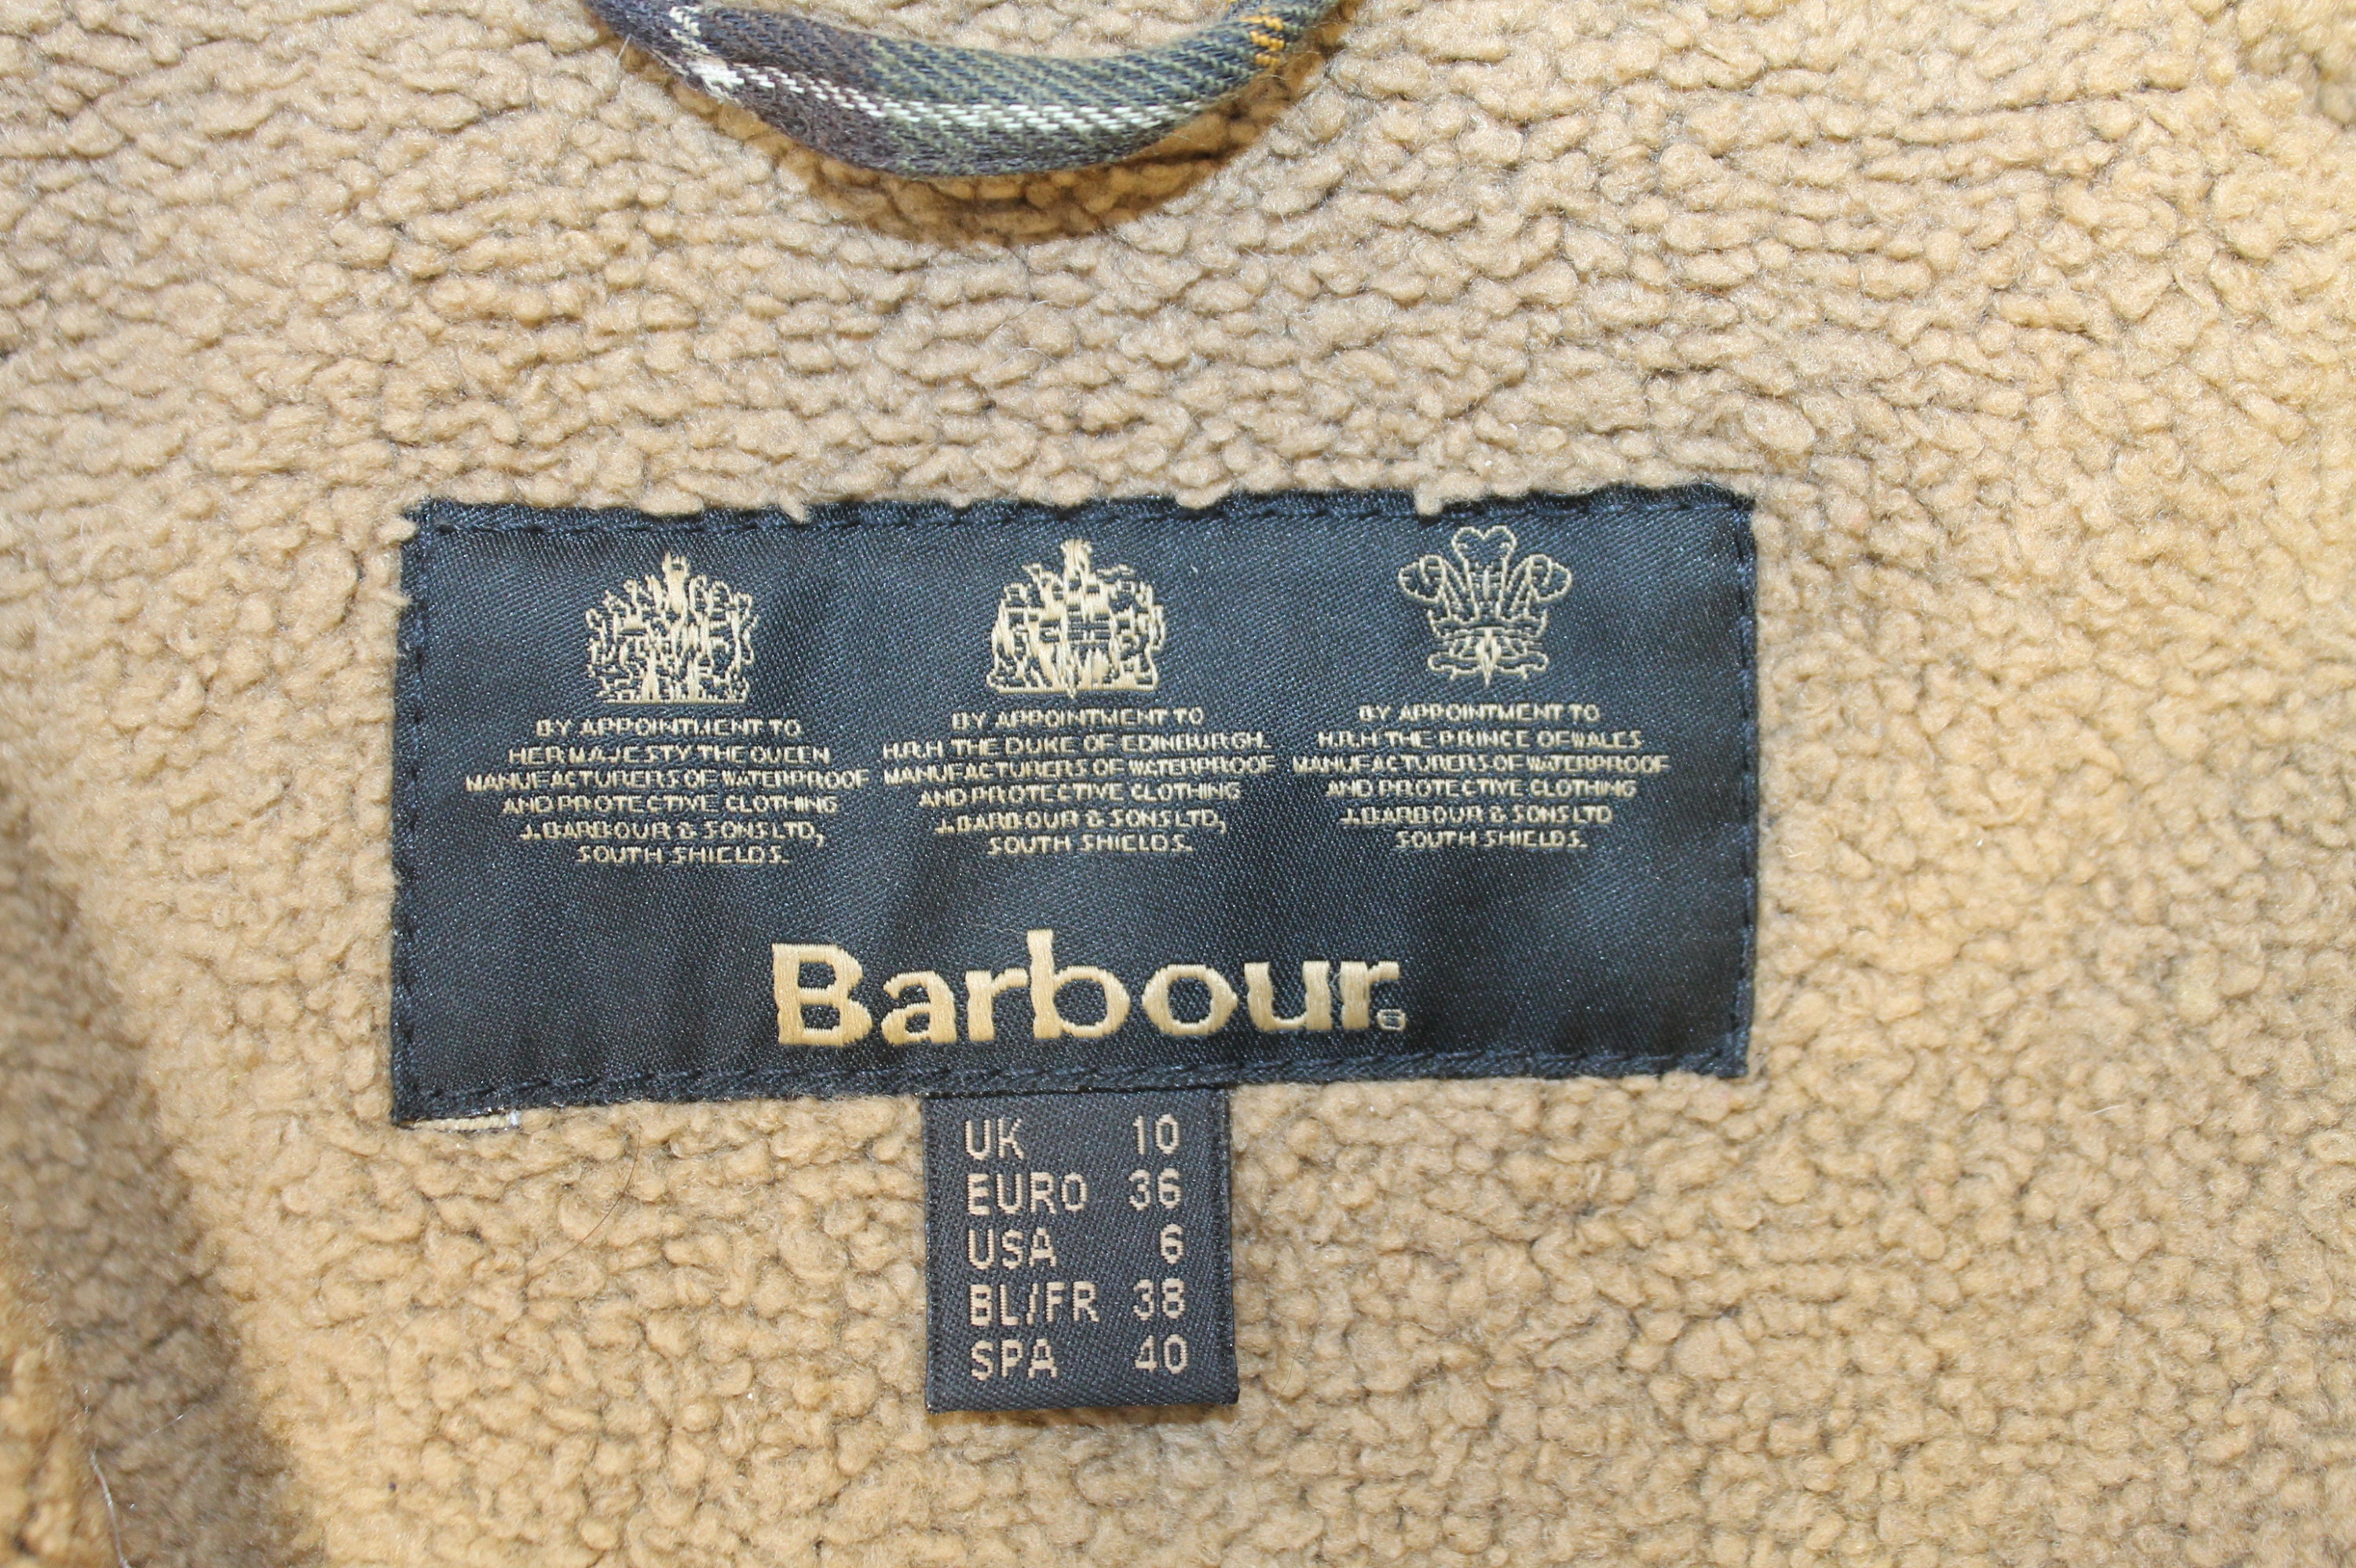 BY APPOINTMENT TO
HER MAJESTY THE QUEEN
MANUFACTURERS OF WATERPROOF
AND PROTECTIVE CLOTHING
J. BARBOUR & SONS LTD,
SOUTH SHIELDS.
BY APPOINTMENT TO
H.R.H. THE DUKE OF EDINBURGH.
MANUFACTURERS OF WATERPROOF
AND PROTECTIVE CLOTHING
J. BARBOUR & SONS LTD,
SOUTH SHIELDS.
BY APPOINTMENT TO
H.R.H. THE PRINCE OF WALES
MANUFACTURERS OF WATERPROOF
AND PROTECTIVE CLOTHING
J. BARBOUR & SONS LTD
SOUTH SHIELDS.
Barbour®
UK 10
EURO 36
USA 6
BL/FR 38
SPA 40